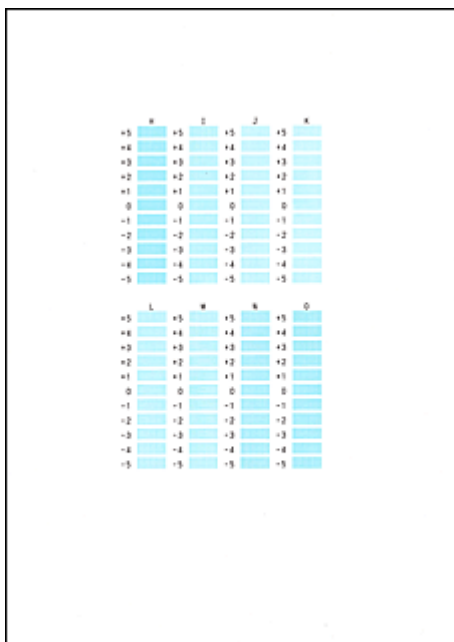 H I J K
+5 +5 +5 +5
+4 +4 +4 +4
+3 +3 +3 +3
+2 +2 +2 +2
+1 +1 +1 +1
0 0 0 0
-1 -1 -1 -1
-2 -2 -2 -2
-3 -3 -3 -3
-4 -4 -4 -4
-5 -5 -5 -5
L M N O
+5 +5 +5 +5
+4 +4 +4 +4
+3 +3 +3 +3
+2 +2 +2 +2
+1 +1 +1 +1
0 0 0 0
-1 -1 -1 -1
-2 -2 -2 -2
-3 -3 -3 -3
-4 -4 -4 -4
-5 -5 -5 -5